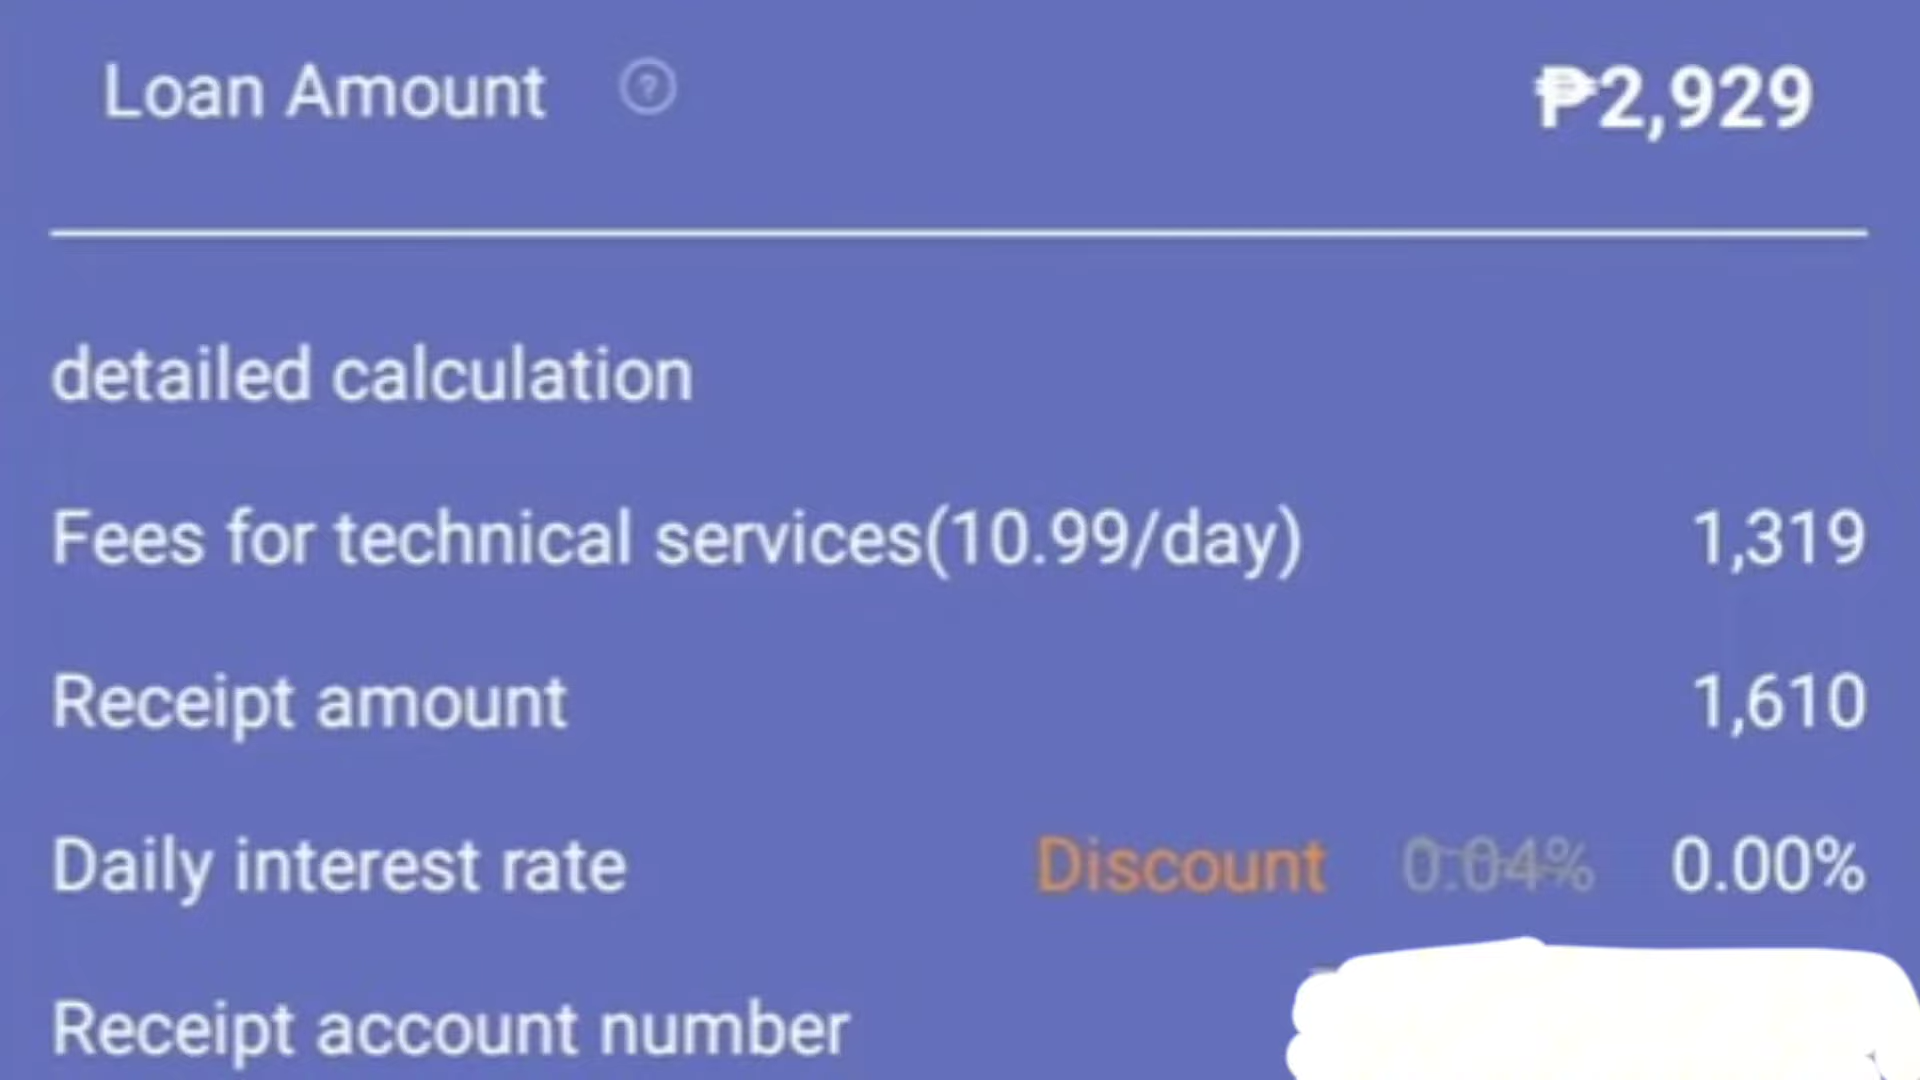 Loan Amount ? ₱2,929
detailed calculation
Fees for technical services(10.99/day) 1,319
Receipt amount 1,610
Daily interest rate Discount 0.04% 0.00%
Receipt account number